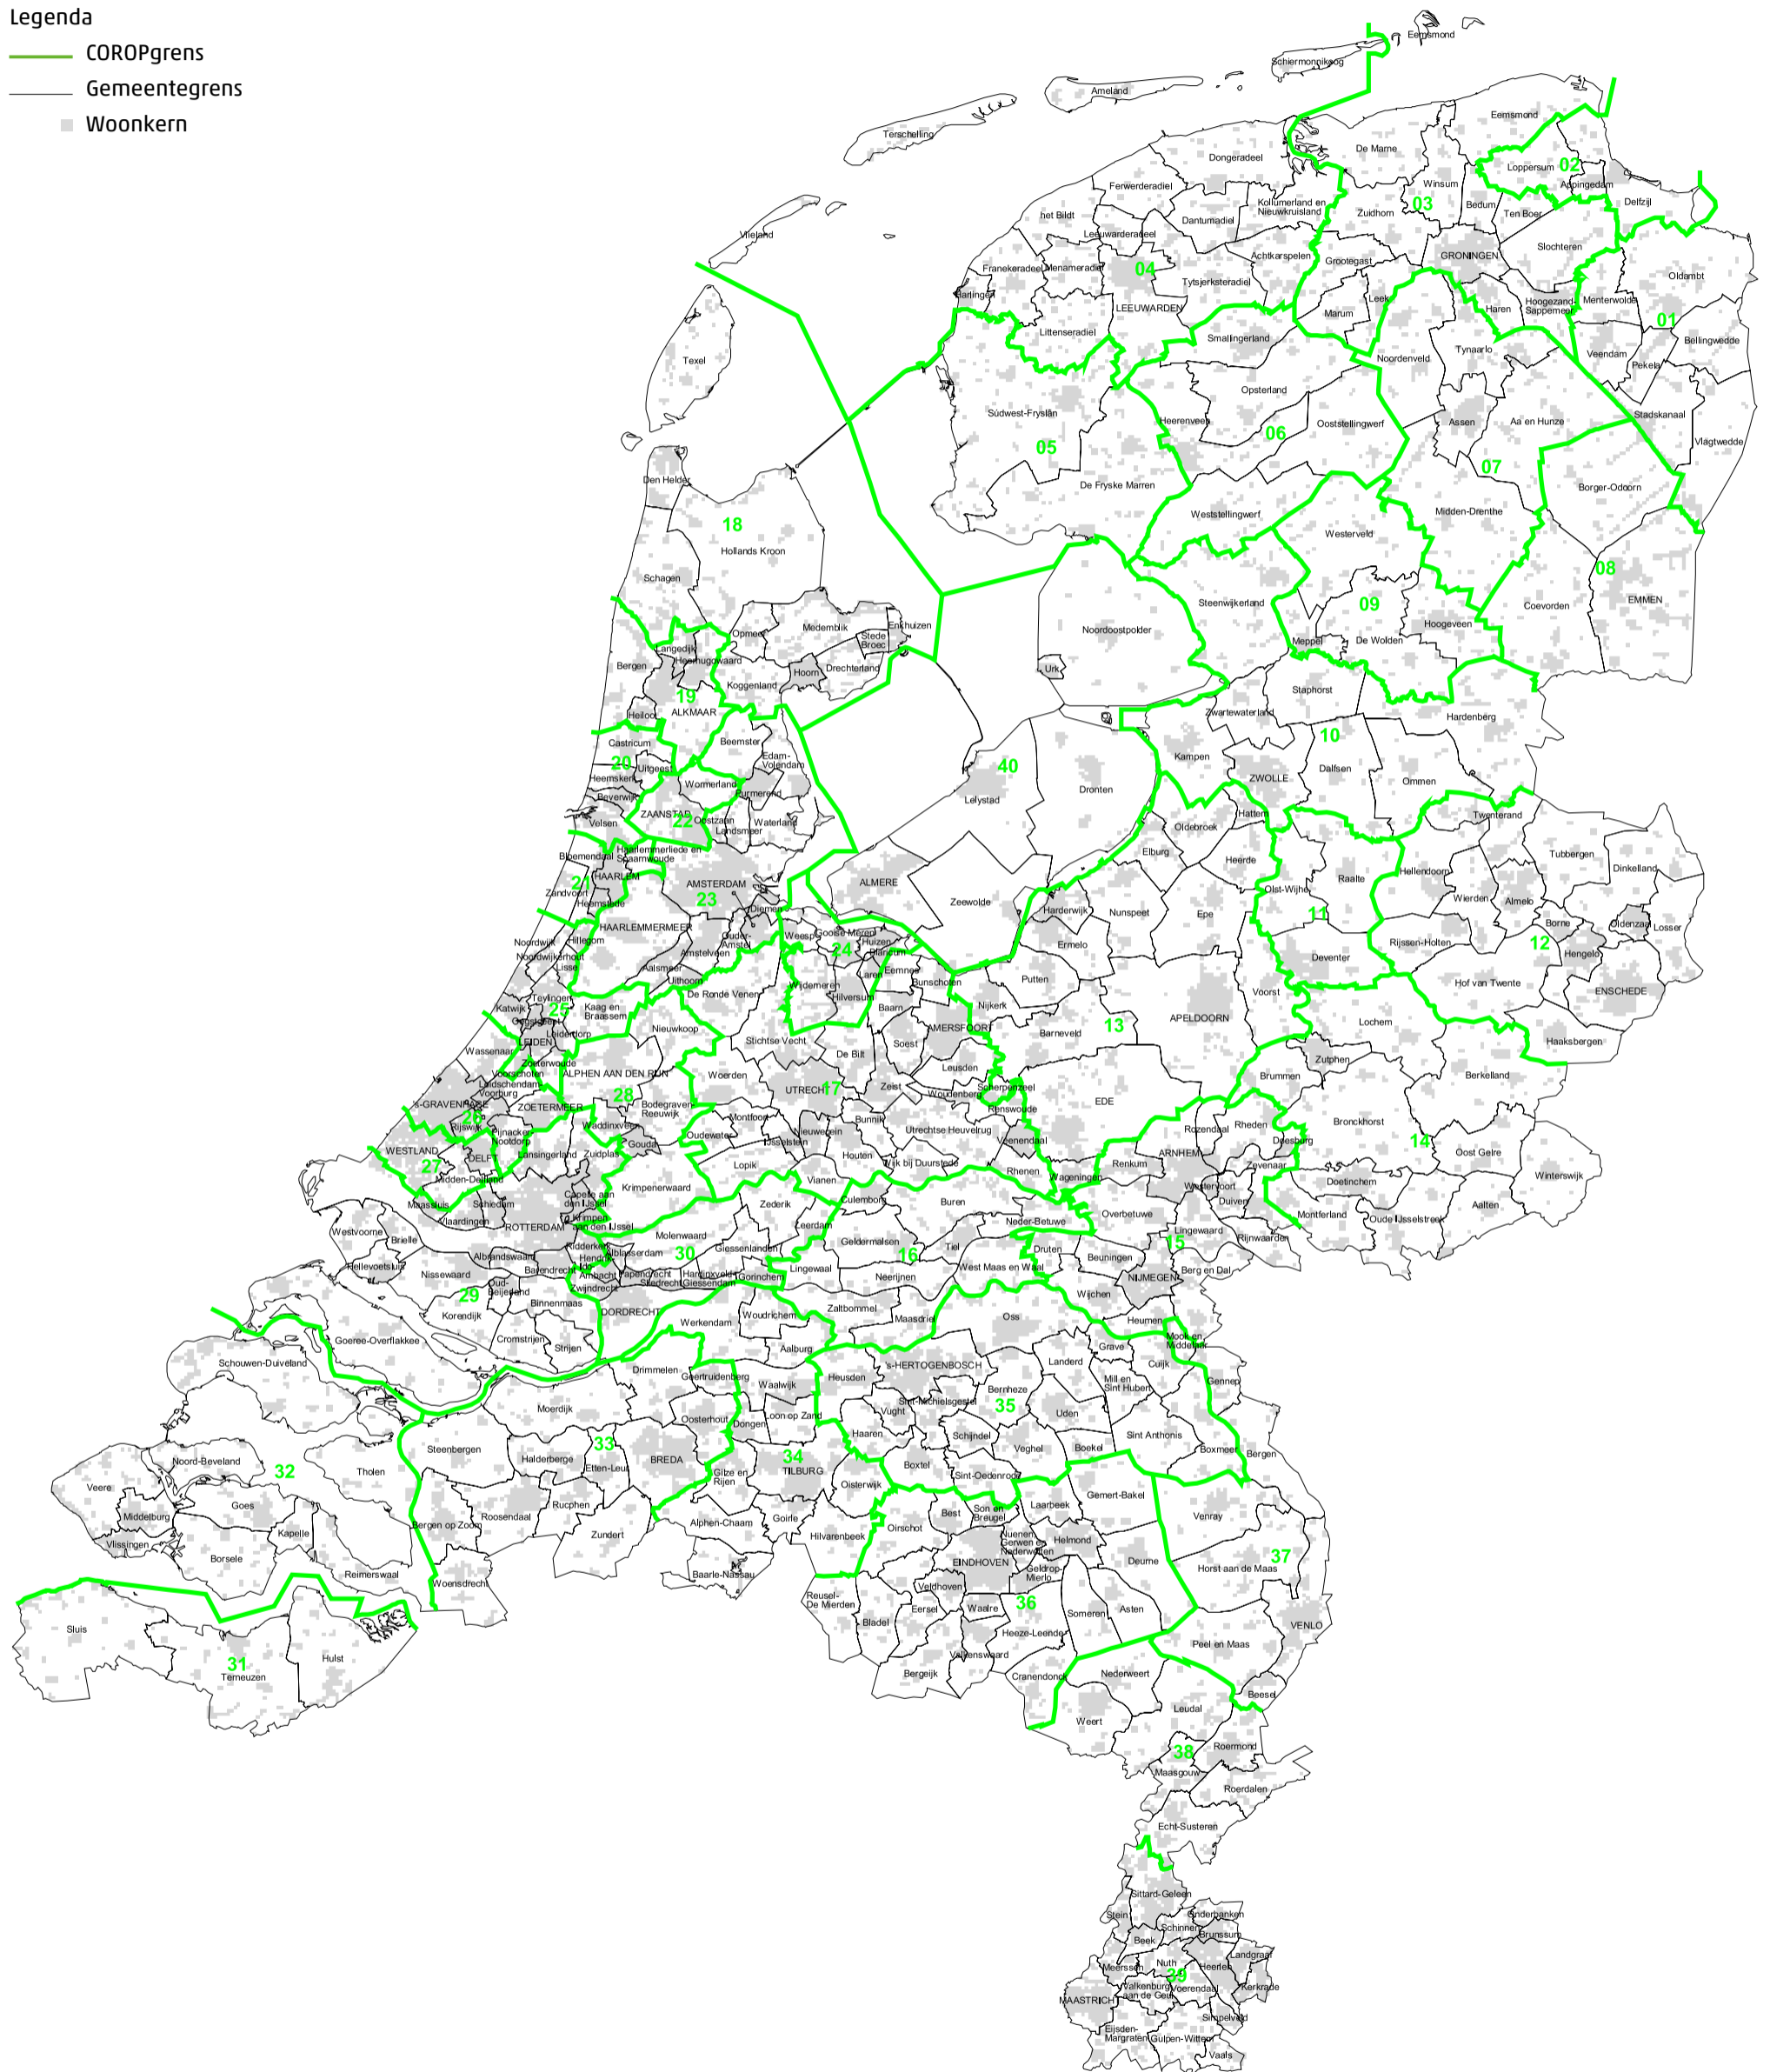 Legenda
COROPgrens
Gemeentegrens
Woonkern
Eemsmond
Schiermonnikoog
Ameland
Terschelling
Vlieland
Texel
Eemsmond
De Marne
Dongeradeel
Loppersum
02
Appingedam
Delfzijl
Winsum
03
Bedum
Ten Boer
Ferwerderadiel
Kollumerland en
Nieuwkruisland
Zuidhorn
het Bildt
Dantumadiel
Leeuwarderadeel
Slochteren
GRONINGEN
Achtkarspelen
Grootegast
Franekeradeel
Menameradiel
04
Tytsjerksteradiel
Oldambt
Harlingen
LEEUWARDEN
Leek
Marum
Haren
Hoogezand-
Sappemeer
Menterwolde
01
Littenseradiel
Smallingerland
Bellingwedde
Noordenveld
Tynaarlo
Veendam
Pekela
Opsterland
Súdwest-Fryslân
Heerenveen
06
Ooststellingwerf
Assen
Aa en Hunze
Stadskanaal
Vlagtwedde
05
07
De Fryske Marren
Borger-Odoorn
Den Helder
18
Hollands Kroon
Weststellingwerf
Midden-Drenthe
Westerveld
Schagen
08
Steenwijkerland
09
Coevorden
EMMEN
Noordoostpolder
Hoogeveen
Meppel
De Wolden
Opmeer
Medemblik
Enkhuizen
Stede
Broec
Langedijk
Heerhugowaard
Bergen
Hoorn
Drechterland
Urk
Koggenland
19
Staphorst
Heiloo
ALKMAAR
Zwartewaterland
Hardenberg
Castricum
Beemster
10
20
Uitgeest
Edam-
Volendam
Kampen
40
Dalfsen
Heemskerk
Wormerland
ZWOLLE
Ommen
Beverwijk
Purmerend
Lelystad
Dronten
Velsen
ZAANSTAD
22
Oostzaan
Landsmeer
Waterland
Hattem
Oldebroek
Twenterand
Bloemendaal
Haarlemmerliede en
Spaarnwoude
Elburg
Heerde
Tubbergen
Dinkelland
21
HAARLEM
AMSTERDAM
ALMERE
Hellendoorn
Raalte
Zandvoort
Heemstede
23
Zeewolde
Olst-Wijhe
Wierden
Almelo
Diemen
Harderwijk
Nunspeet
Epe
11
Borne
Oldenzaal
Losser
HAARLEMMERMEER
Hillegom
Ouder-
Amstel
Weesp
Gooise Meren
Huizen
24
Blaricum
Ermelo
Rijssen-Holten
12
Hengelo
Noordwijk
Noordwijkerhout
Lisse
Amstelveen
Aalsmeer
Uithoorn
Laren
Eemnes
Bunschoten
Deventer
Putten
Hof van Twente
ENSCHEDE
Wijdemeren
Hilversum
De Ronde Venen
Teylingen
Katwijk
25
Kaag en
Braassem
Baarn
Nijkerk
Voorst
APELDOORN
Oegstgeest
Leiderdorp
LEIDEN
Nieuwkoop
AMERSFOORT
Barneveld
13
Lochem
Stichtse Vecht
Soest
De Bilt
Haaksbergen
Wassenaar
Zoeterwoude
Voorschoten
Leidschendam-
Voorburg
ALPHEN AAN DEN RIJN
Woerden
Leusden
Zutphen
Brummen
Berkelland
UTRECHT
17
Zeist
Woudenberg
Scherpenzeel
Renswoude
EDE
's-GRAVENHAGE
26
Rijswijk
ZOETERMEER
28
Bodegraven-
Reeuwijk
Montfoort
Waddinxveen
Pijnacker-
Nootdorp
Nieuwegein
IJsselstein
Bunnik
Utrechtse Heuvelrug
Rozendaal
Rheden
Doesburg
Bronckhorst
14
WESTLAND
27
DELFT
Lansingerland
Zuidplas
Gouda
Oudewater
Lopik
Houten
Wijk bij Duurstede
Veenendaal
Rhenen
Wageningen
Renkum
ARNHEM
Zevenaar
Oost Gelre
Winterswijk
Midden-Delfland
Maassluis
Vlaardingen
Schiedam
Capelle aan
den IJssel
Krimpenerwaard
Vianen
Culemborg
Buren
Westervoort
Duiven
Doetinchem
Montferland
Oude IJsselstreek
Aalten
ROTTERDAM
Krimpen
aan den IJssel
Zederik
Leerdam
Neder-Betuwe
Overbetuwe
Lingewaard
Rijnwaarden
Westvoorne
Brielle
Molenwaard
Giessenlanden
Geldermalsen
16
Tiel
Druten
Beuningen
15
Hellevoetsluis
Nissewaard
Albrandswaard
Barendrecht
Ridderkerk
Hendrik-
Ido-
Ambacht
Alblasserdam
30
Papendrecht
Sliedrecht
Hardinxveld-
Giessendam
Gorinchem
Lingewaal
Neerijnen
West Maas en Waal
NIJMEGEN
Berg en Dal
29
Oud-
Beijerland
Binnenmaas
Zwijndrecht
DORDRECHT
Wijchen
Heumen
Korendijk
Cromstrijen
Strijen
Werkendam
Woudrichem
Zaltbommel
Maasdriel
Oss
Mook en
Middelaar
Goeree-Overflakkee
Aalburg
Grave
Schouwen-Duiveland
Drimmelen
Geertruidenberg
Waalwijk
Heusden
's-HERTOGENBOSCH
Landerd
Cuijk
Mill en
Sint Hubert
Gennep
Moerdijk
Oosterhout
Dongen
Loon op Zand
Vught
Sint-Michielsgestel
Bernheze
35
Uden
Steenbergen
33
Halderberge
Etten-Leur
BREDA
34
Haaren
Schijndel
Veghel
Boekel
Sint Anthonis
Boxmeer
Bergen
Noord-Beveland
32
Tholen
Gilze en
Rijen
TILBURG
Oisterwijk
Boxtel
Sint-Oedenrode
Gemert-Bakel
Veere
Goes
Rucphen
Roosendaal
Bergen op Zoom
Middelburg
Kapelle
Zundert
Alphen-Chaam
Goirle
Hilvarenbeek
Oirschot
Best
Son en
Breugel
Laarbeek
Venray
Vlissingen
Borsele
Reimerswaal
Nuenen,
Gerwen en
Nederwetten
Helmond
Deurne
37
EINDHOVEN
Geldrop-
Mierlo
Horst aan de Maas
Woensdrecht
Baarle-Nassau
Reusel-
De Mierden
Veldhoven
Bladel
Eersel
Waalre
36
Someren
Asten
Sluis
Heeze-Leende
VENLO
Hulst
Valkenswaard
Bergeijk
Peel en Maas
31
Terneuzen
Cranendonck
Nederweert
Beesel
Weert
Leudal
38
Roermond
Maasgouw
Roerdalen
Echt-Susteren
Sittard-Geleen
Stein
Onderbanken
Schinnen
Brunssum
Beek
Nuth
Landgraaf
Meerssen
39
Heerlen
Valkenburg
aan de Geul
Voerendaal
Kerkrade
MAASTRICHT
Simpelveld
Eijsden-
Margraten
Gulpen-Wittem
Vaals